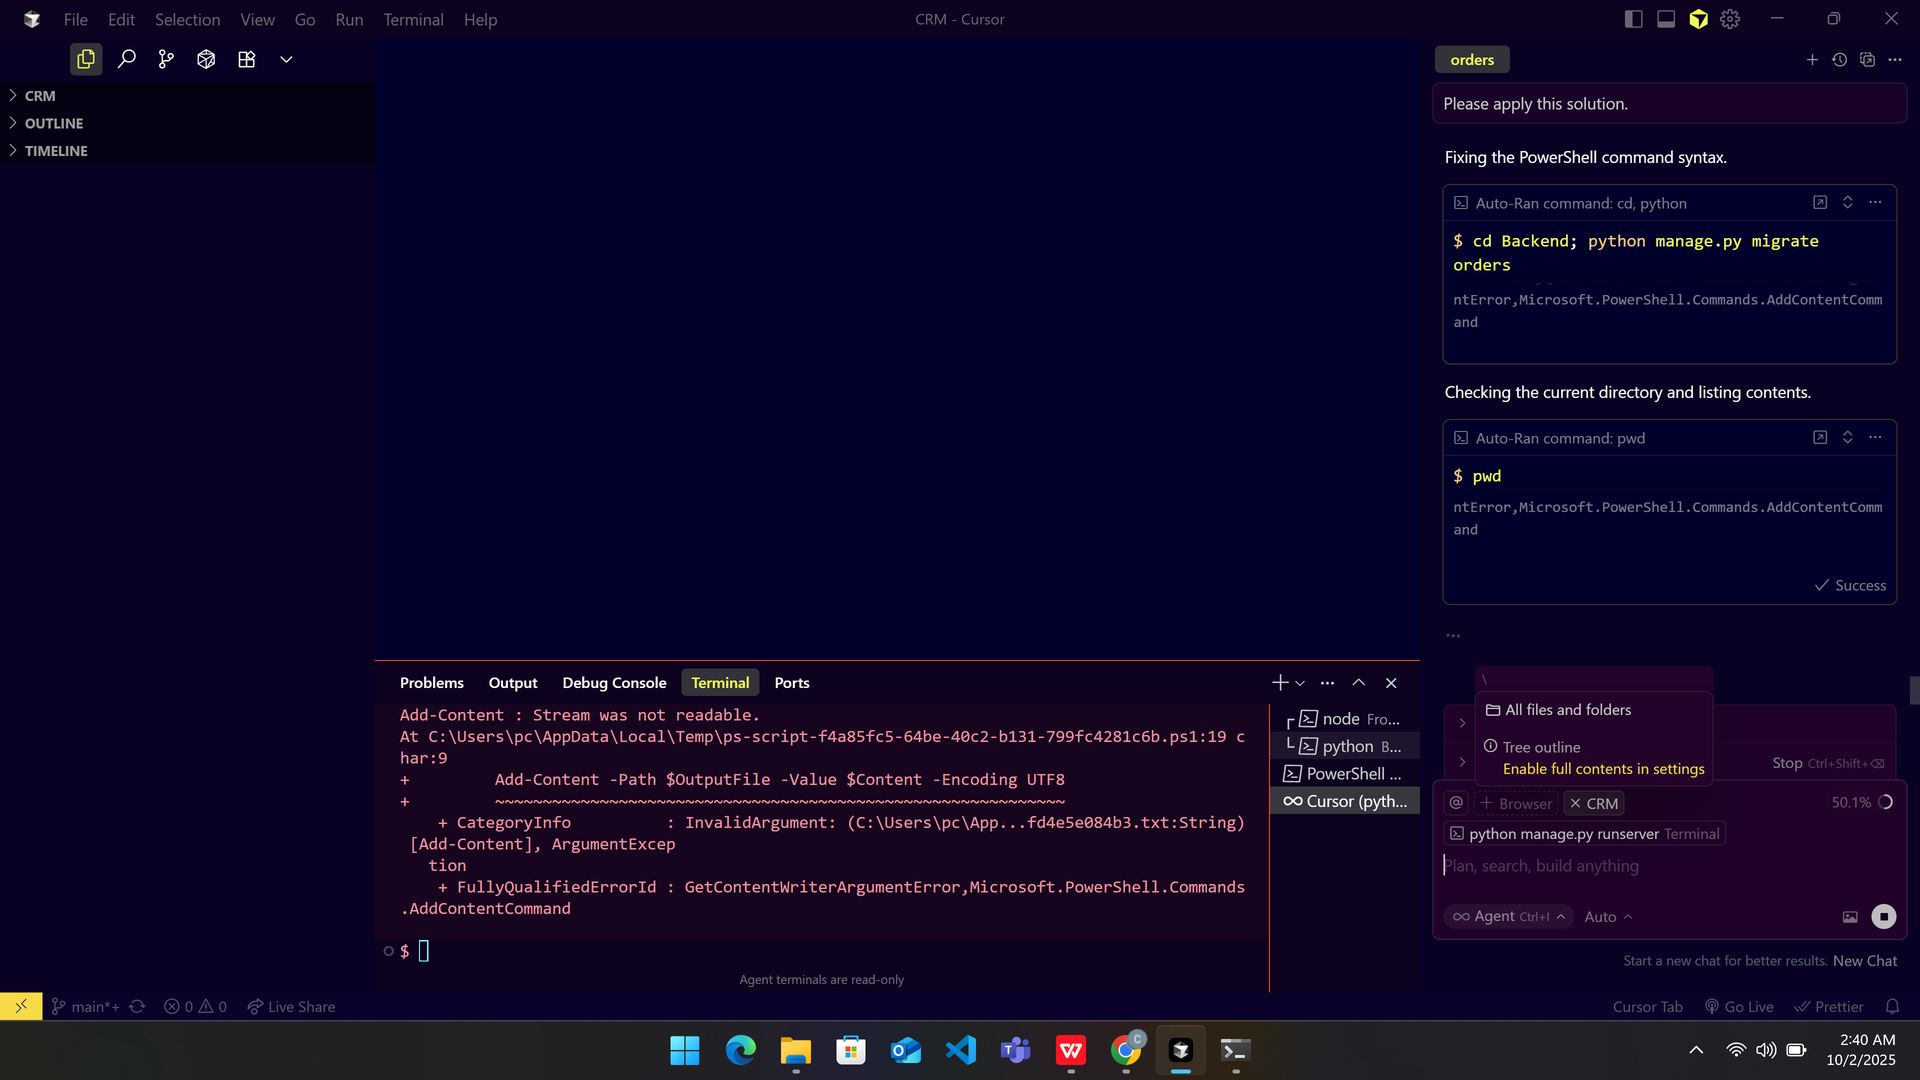 File Edit Selection View Go Run Terminal Help
CRM - Cursor
CRM
OUTLINE
TIMELINE
orders
Please apply this solution.
Fixing the PowerShell command syntax.
Auto-Ran command: cd, python
$ cd Backend; python manage.py migrate
orders
ntError,Microsoft.PowerShell.Commands.AddContentComm
and
Checking the current directory and listing contents.
Auto-Ran command: pwd
$ pwd
ntError,Microsoft.PowerShell.Commands.AddContentComm
and
Success
...
\
All files and folders
Tree outline
Enable full contents in settings
Stop Ctrl+Shift+⌫
@ + Browser × CRM 50.1%
python manage.py runserver Terminal
Plan, search, build anything
Agent Ctrl+I Auto
Start a new chat for better results. New Chat
Problems Output Debug Console Terminal Ports
Add-Content : Stream was not readable.
At C:\Users\pc\AppData\Local\Temp\ps-script-f4a85fc5-64be-40c2-b131-799fc4281c6b.ps1:19 c
har:9
+         Add-Content -Path $OutputFile -Value $Content -Encoding UTF8
+         ~~~~~~~~~~~~~~~~~~~~~~~~~~~~~~~~~~~~~~~~~~~~~~~~~~~~~~~~~~~~
    + CategoryInfo          : InvalidArgument: (C:\Users\pc\App...fd4e5e084b3.txt:String)
 [Add-Content], ArgumentExcep
   tion
    + FullyQualifiedErrorId : GetContentWriterArgumentError,Microsoft.PowerShell.Commands
.AddContentCommand
$
Agent terminals are read-only
node Fro...
python B...
PowerShell ...
Cursor (pyth...
main*+ 0 0 Live Share
Cursor Tab Go Live Prettier
2:40 AM
10/2/2025